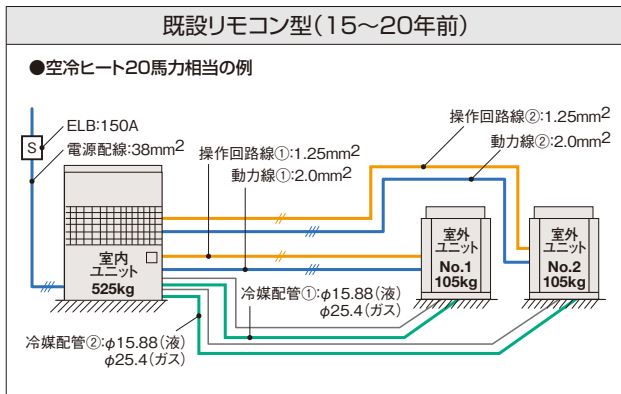 既設リモコン型(15〜20年前)
●空冷ヒート20馬力相当の例
ELB:150A
S
電源配線:38mm²
操作回路線①:1.25mm²
動力線①:2.0mm²
操作回路線②:1.25mm²
動力線②:2.0mm²
室内
ユニット
525kg
室外
ユニット
No.1
105kg
室外
ユニット
No.2
105kg
冷媒配管①:φ15.88(液)
φ25.4(ガス)
冷媒配管②:φ15.88(液)
φ25.4(ガス)